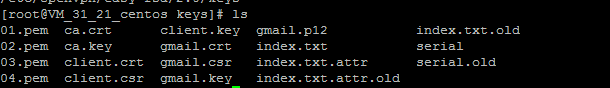 [root@VM_31_21_centos keys]# ls
01.pem ca.crt client.key gmail.p12 index.txt.old
02.pem ca.key gmail.crt index.txt serial
03.pem client.crt gmail.csr index.txt.attr serial.old
04.pem client.csr gmail.key index.txt.attr.old